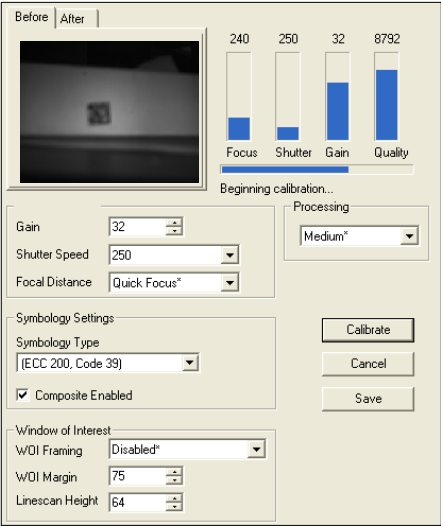 Before After
240 250 32 8792
Focus Shutter Gain Quality
Beginning calibration...
Gain 32
Shutter Speed 250
Focal Distance Quick Focus*
Processing
Medium*
Symbology Settings
Symbology Type
(ECC 200, Code 39)
Composite Enabled
Calibrate
Cancel
Save
Window of Interest
WOI Framing Disabled*
WOI Margin 75
Linescan Height 64